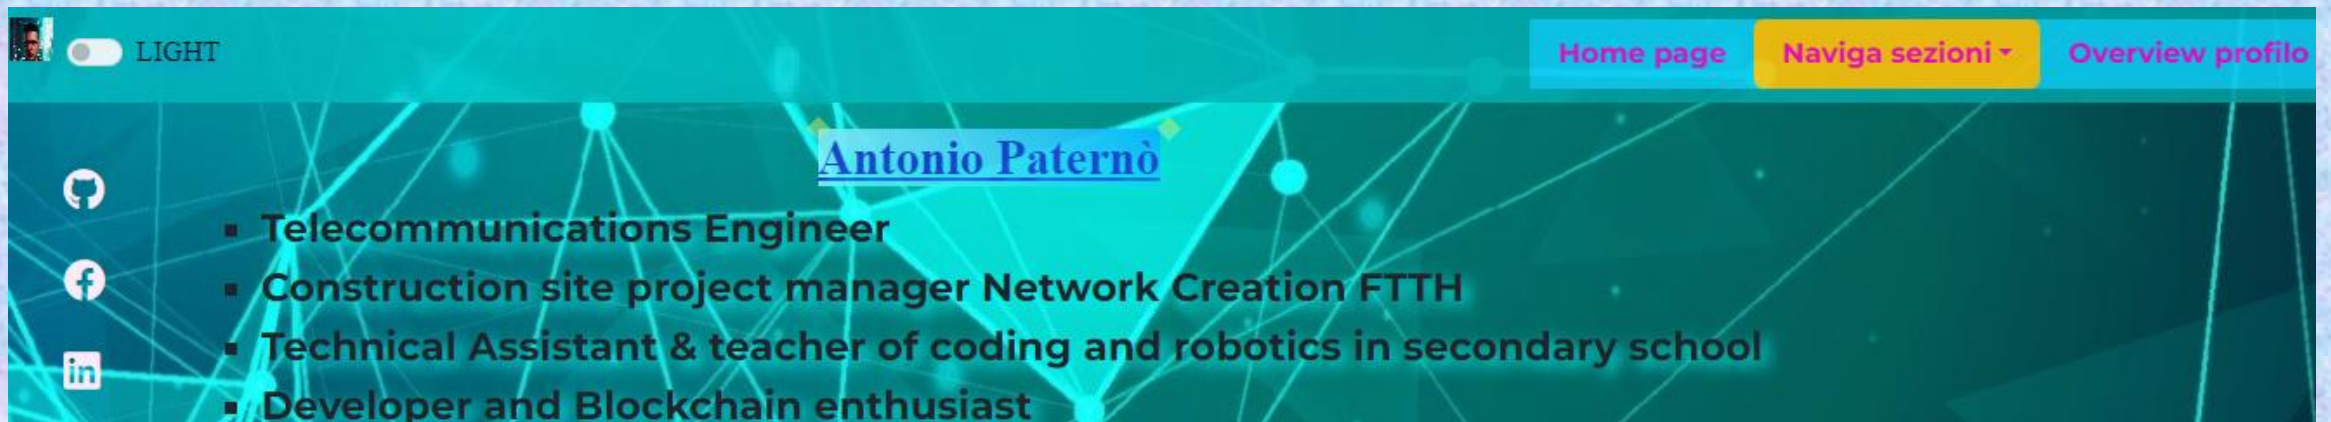 LIGHT
Home page
Naviga sezioni
Overview profilo
Antonio Paternò
Telecommunications Engineer
Construction site project manager Network Creation FTTH
Technical Assistant & teacher of coding and robotics in secondary school
Developer and Blockchain enthusiast